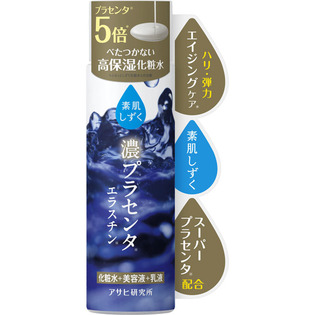 プラセンタ
5倍※
べたつかない
高保湿化粧水
素肌しずく
濃プラセンタ※
エラスチン※
化粧水+美容液+乳液
アサヒ研究所
ハリ・弾力
エイジングケア※
素肌しずく
スーパー
プラセンタ※
配合